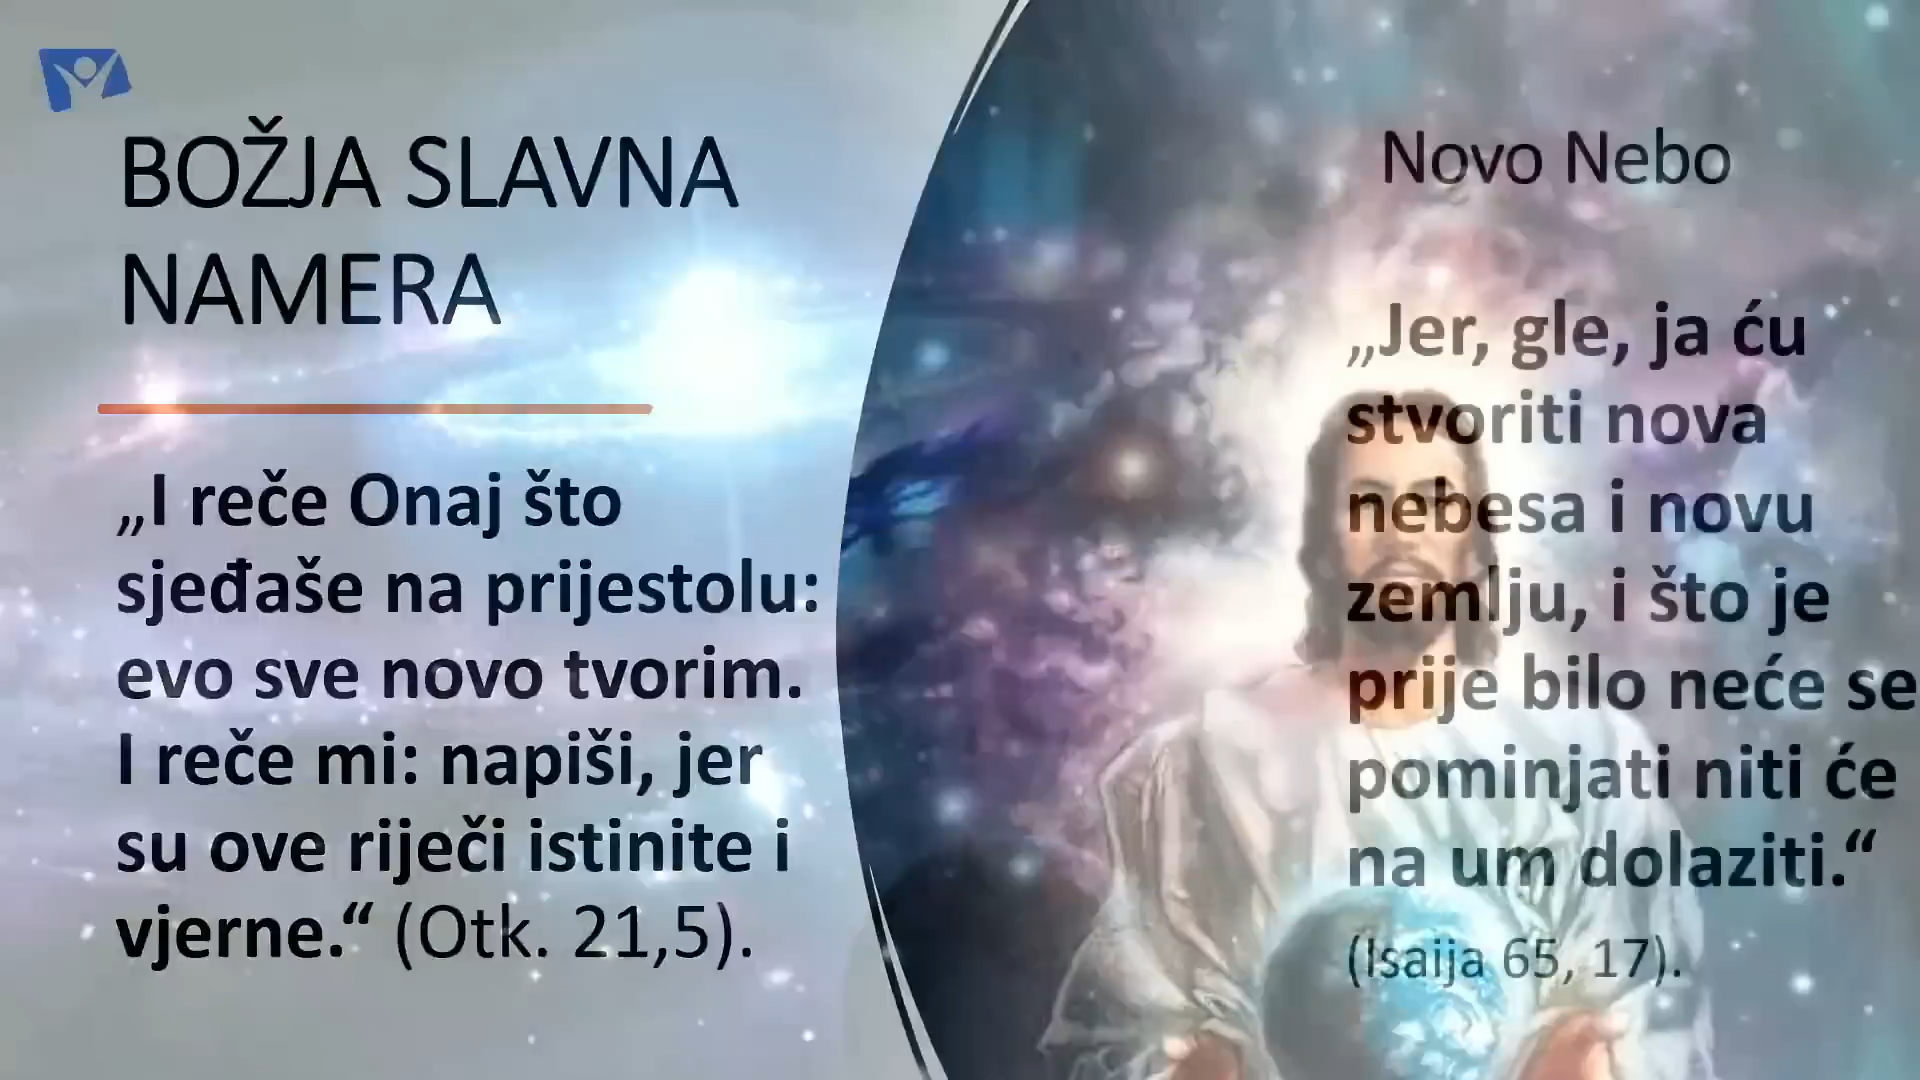 BOŽJA SLAVNA
NAMERA
„I reče Onaj što
sjeđaše na prijestolu:
evo sve novo tvorim.
I reče mi: napiši, jer
su ove riječi istinite i
vjerne.“ (Otk. 21,5).
Novo Nebo
„Jer, gle, ja ću
stvoriti nova
nebesa i novu
zemlju, i što je
prije bilo neće se
pominjati niti će
na um dolaziti.“
(Isaija 65, 17).